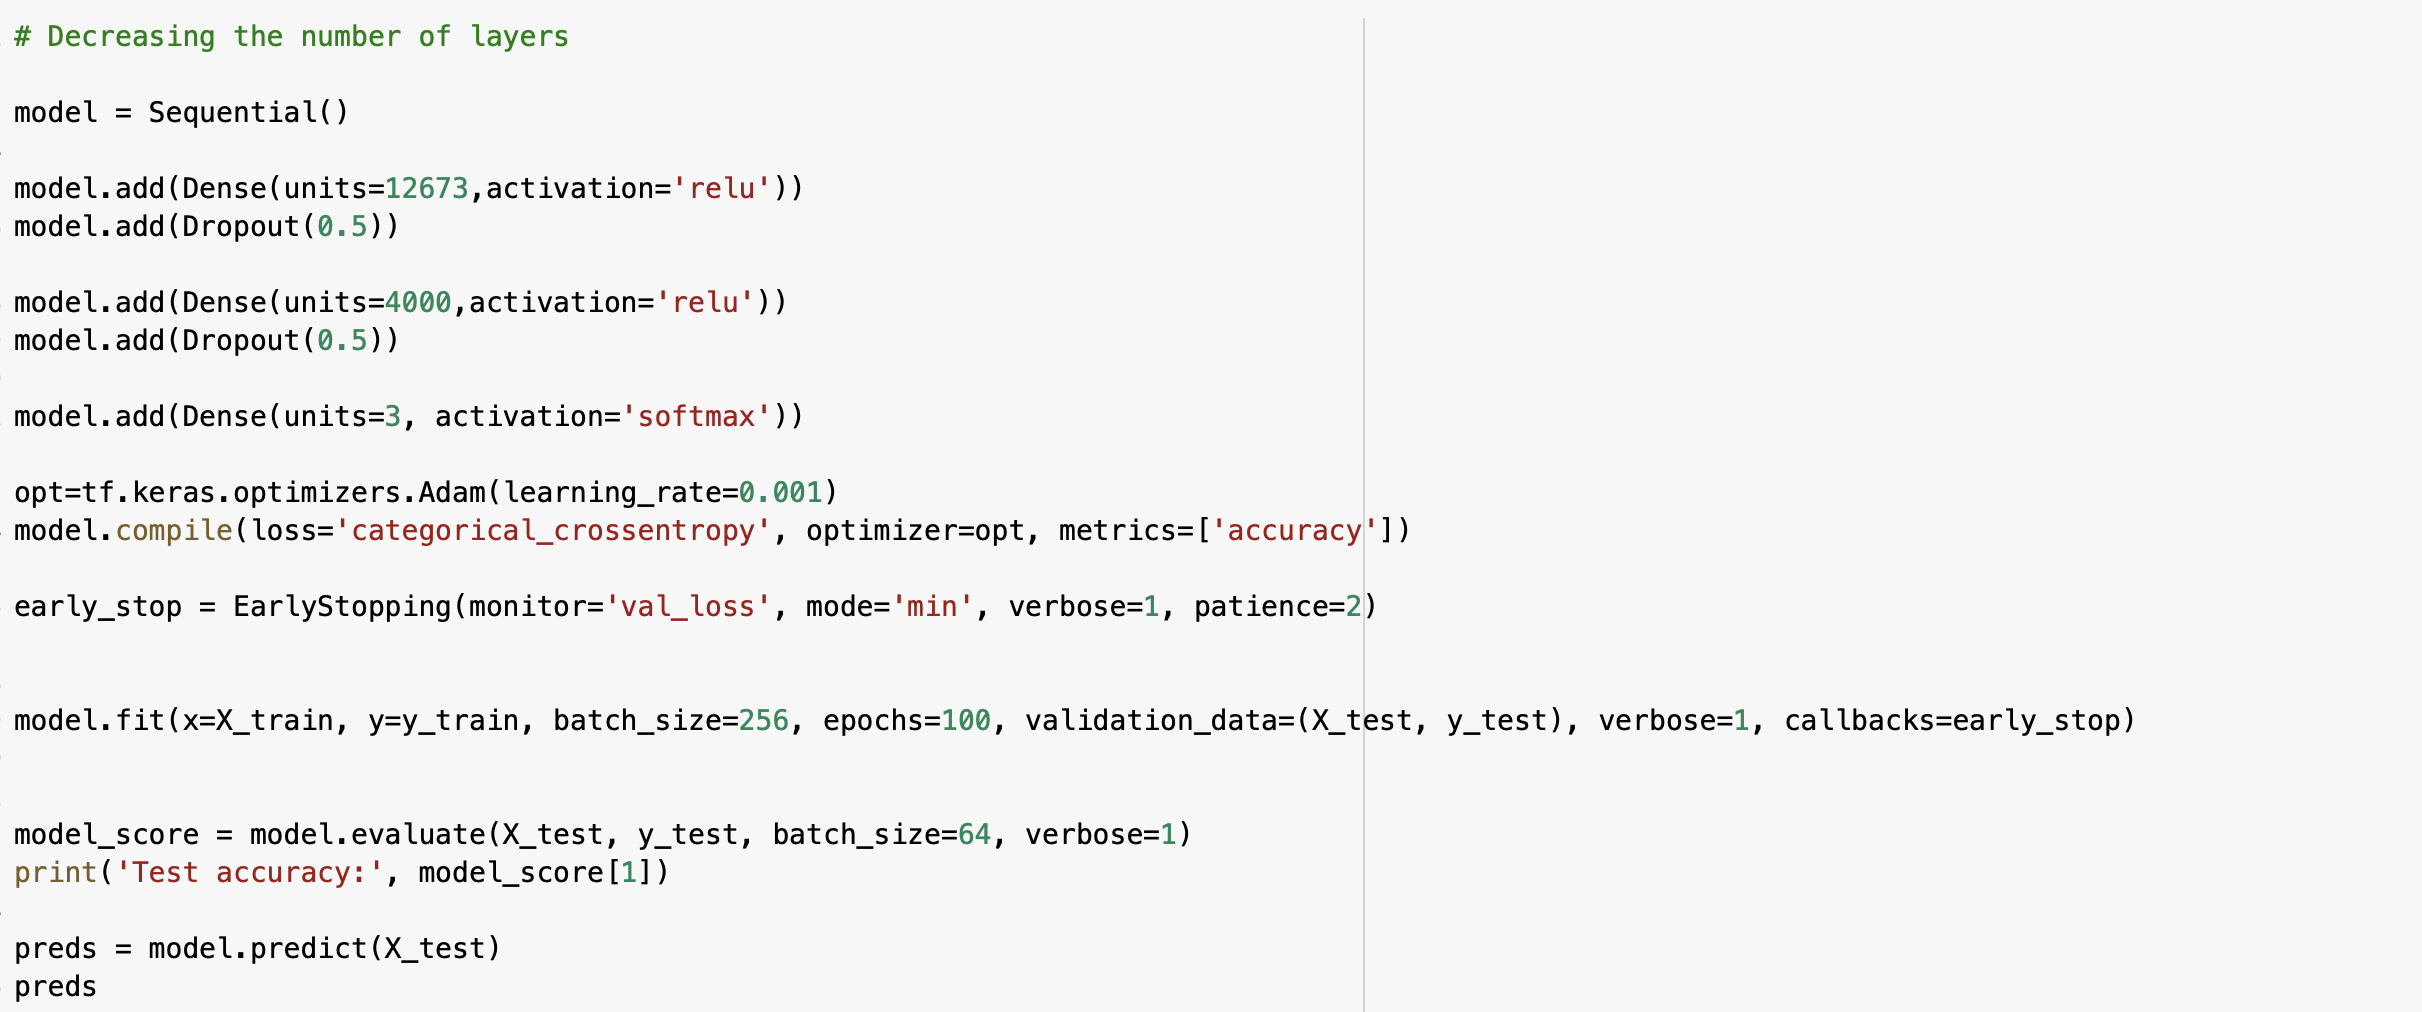 # Decreasing the number of layers
model = Sequential()
model.add(Dense(units=12673,activation='relu'))
model.add(Dropout(0.5))
model.add(Dense(units=4000,activation='relu'))
model.add(Dropout(0.5))
model.add(Dense(units=3, activation='softmax'))
opt=tf.keras.optimizers.Adam(learning_rate=0.001)
model.compile(loss='categorical_crossentropy', optimizer=opt, metrics=['accuracy'])
early_stop = EarlyStopping(monitor='val_loss', mode='min', verbose=1, patience=2)
model.fit(x=X_train, y=y_train, batch_size=256, epochs=100, validation_data=(X_test, y_test), verbose=1, callbacks=early_stop)
model_score = model.evaluate(X_test, y_test, batch_size=64, verbose=1)
print('Test accuracy:', model_score[1])
preds = model.predict(X_test)
preds